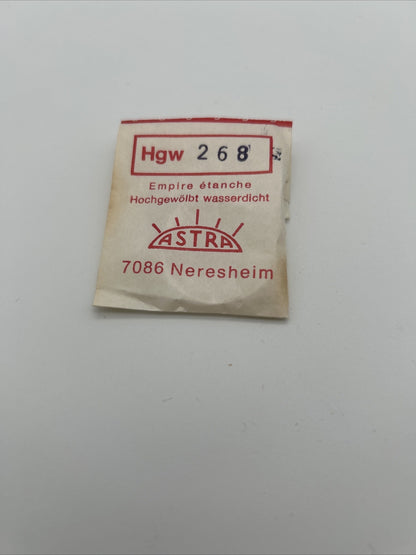 Hgw 268
Empire étanche
Hochgewölbt wasserdicht
ASTRA
7086 Neresheim